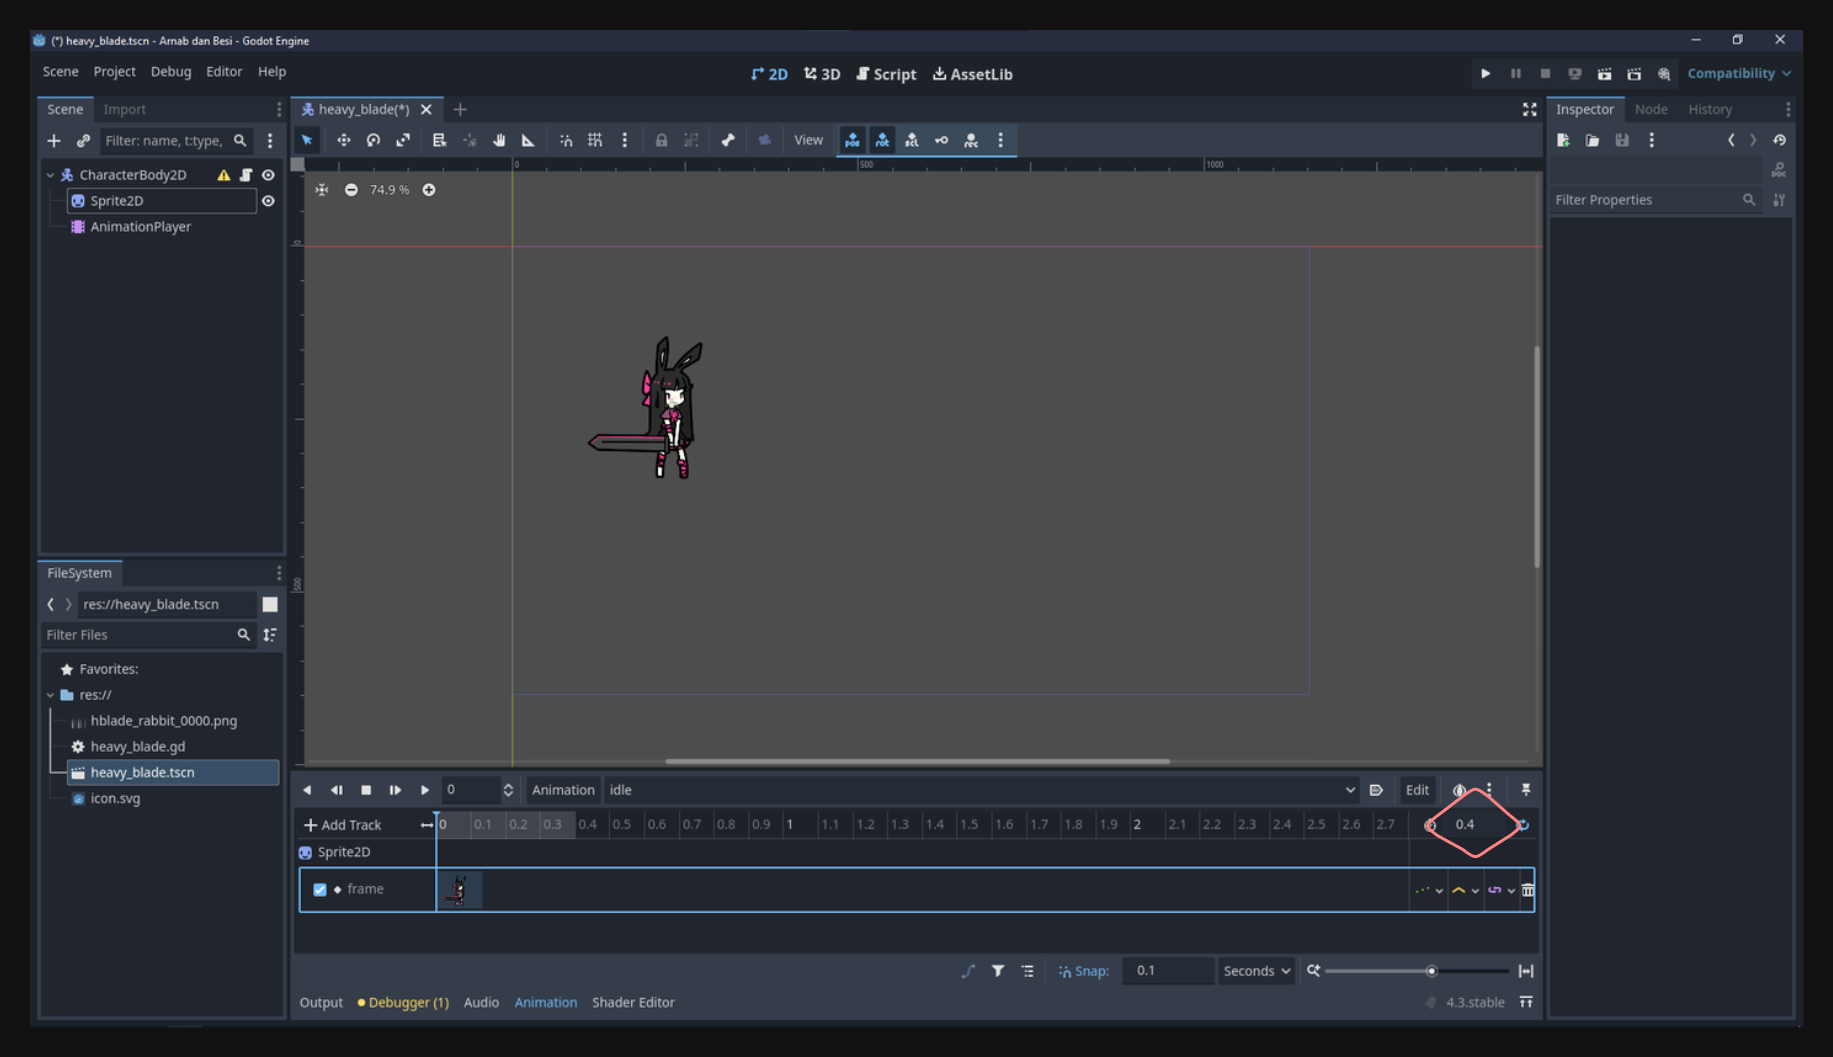 (*) heavy_blade.tscn - Arnab dan Besi - Godot Engine
Scene Project Debug Editor Help
2D 3D Script AssetLib
Compatibility
Scene Import
heavy_blade(*)
Inspector Node History
Filter: name, t:type,
View
CharacterBody2D
Sprite2D
AnimationPlayer
0 500 1000
74.9 %
Filter Properties
0
500
FileSystem
res://heavy_blade.tscn
Filter Files
Favorites:
res://
hblade_rabbit_0000.png
heavy_blade.gd
heavy_blade.tscn
icon.svg
0 Animation idle Edit
Add Track 0 0.1 0.2 0.3 0.4 0.5 0.6 0.7 0.8 0.9 1 1.1 1.2 1.3 1.4 1.5 1.6 1.7 1.8 1.9 2 2.1 2.2 2.3 2.4 2.5 2.6 2.7 0.4
Sprite2D
frame
Snap: 0.1 Seconds
Output Debugger (1) Audio Animation Shader Editor
4.3.stable